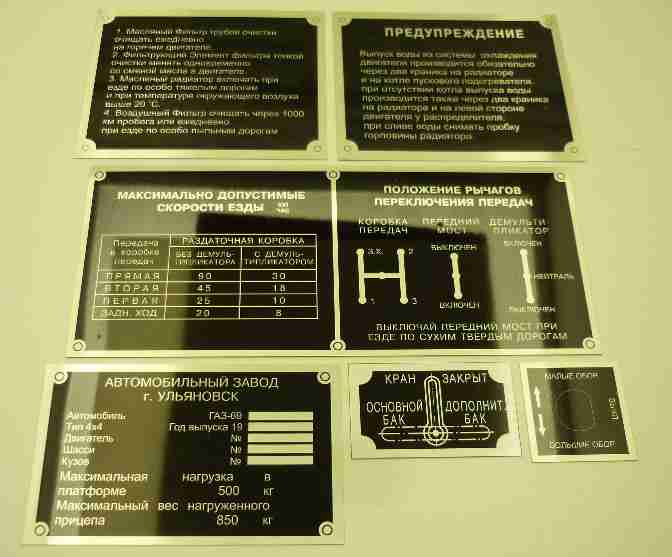 1. Масляный Фильтр грубой очистки
очищать ежедневно
на горячем двигателе.
2. Фильтрующий Элемент фильтра тонкой
очистки менять одновременно
со сменой масла в двигателе.
3. Масляный радиатор включать при
езде по особо тяжелым дорогам
и при температуре окружающего воздуха
выше 20 °С.
4. Воздушный Фильтр очищать через 1000
км пробега или ежедневно
при езде по особо пыльным дорогам
ПРЕДУПРЕЖДЕНИЕ
Выпуск воды из системы охлаждения
двигателя производится обязательно
через два краника на радиаторе
и на котле пускового подогревателя.
при отсутствии котла выпуск воды
производится также через два краника
на радиаторе и на левой стороне
двигателя у распределителя.
при сливе воды снимать пробку
горловины радиатора.
МАКСИМАЛЬНО ДОПУСТИМЫЕ
СКОРОСТИ ЕЗДЫ КМ/ЧАС
Передача в коробке передач
РАЗДАТОЧНАЯ КОРОБКА
БЕЗ ДЕМУЛЬ-ТИПЛИКАТОРА С ДЕМУЛЬ-ТИПЛИКАТОРОМ
ПРЯМАЯ 90 30
ВТОРАЯ 45 18
ПЕРВАЯ 25 10
ЗАДН. ХОД 20 8
ПОЛОЖЕНИЕ РЫЧАГОВ
ПЕРЕКЛЮЧЕНИЯ ПЕРЕДАЧ
КОРОБКА ПЕРЕДНИЙ ДЕМУЛЬТИ
ПЕРЕДАЧ МОСТ ПЛИКАТОР
З.Х. 2 ВЫКЛЮЧЕН ВКЛЮЧЕН
НЕЙТРАЛЬ
1 3 ВКЛЮЧЕН ВЫКЛЮЧЕН
ВЫКЛЮЧАЙ ПЕРЕДНИЙ МОСТ ПРИ
ЕЗДЕ ПО СУХИМ ТВЕРДЫМ ДОРОГАМ
АВТОМОБИЛЬНЫЙ ЗАВОД
г. УЛЬЯНОВСК
Автомобиль ГАЗ-69
Тип 4x4 Год выпуска 19
Двигатель №
Шасси №
Кузов №
Максимальная нагрузка в
платформе 500 кг
Максимальный вес нагруженного
прицепа 850 кг
КРАН ЗАКРЫТ
ОСНОВНОЙ ДОПОЛНИТ.
БАК БАК
МАЛЫЕ ОБОР.
БОЛЬШИЕ ОБОР.